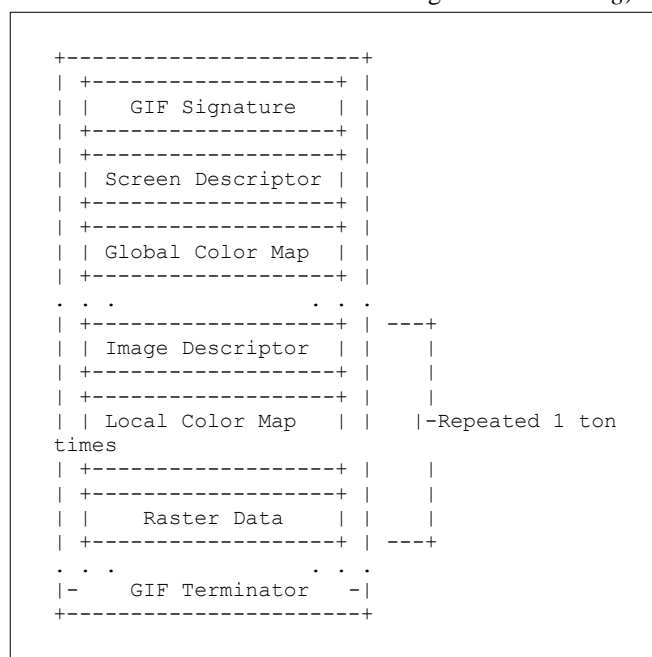 +-----------------------+
| +-------------------+ |
| |   GIF Signature   | |
| +-------------------+ |
| +-------------------+ |
| | Screen Descriptor | |
| +-------------------+ |
| +-------------------+ |
| | Global Color Map  | |
| +-------------------+ |
. . .               . . .
| +-------------------+ | ---+
| | Image Descriptor  | |    |
| +-------------------+ |    |
| +-------------------+ |    |
| | Local Color Map   | |   |-Repeated 1 ton
times
| +-------------------+ |    |
| +-------------------+ |    |
| |    Raster Data    | |    |
| +-------------------+ | ---+
. . .               . . .
|-    GIF Terminator   -|
+-----------------------+